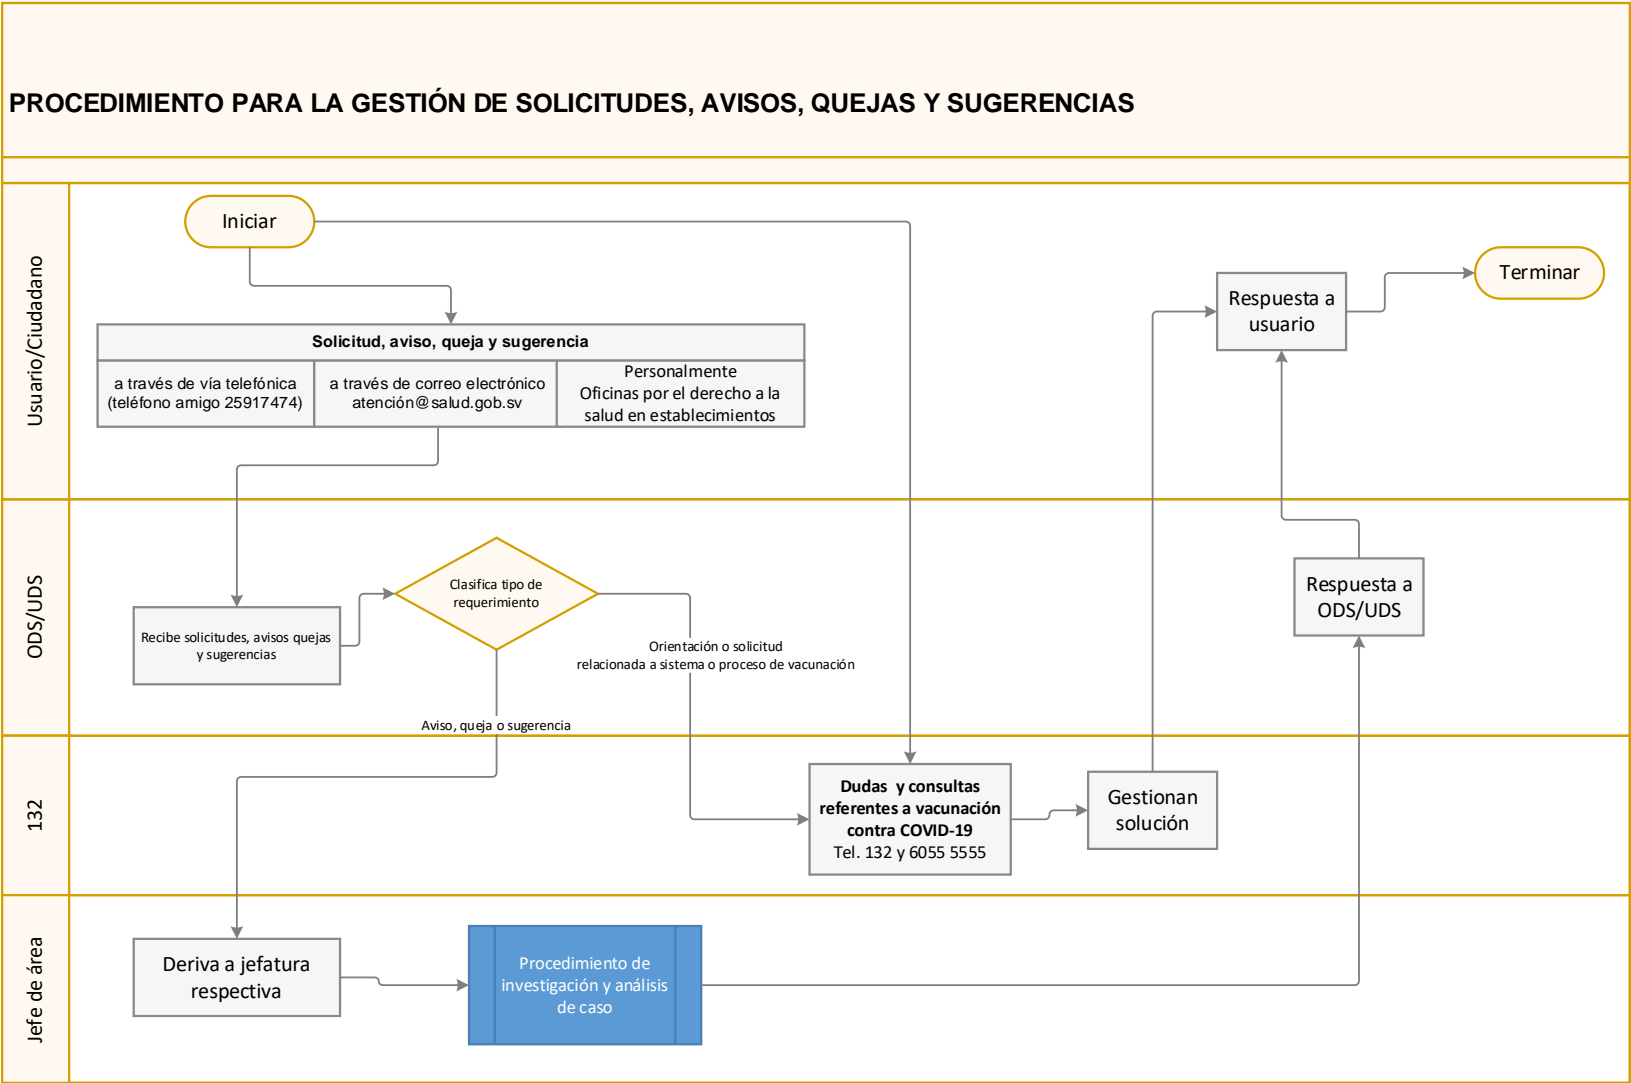 PROCEDIMIENTO PARA LA GESTIÓN DE SOLICITUDES, AVISOS, QUEJAS Y SUGERENCIAS
Usuario/Ciudadano
Iniciar
Solicitud, aviso, queja y sugerencia
a través de vía telefónica
(teléfono amigo 25917474)
a través de correo electrónico
atención@salud.gob.sv
Personalmente
Oficinas por el derecho a la
salud en establecimientos
Respuesta a
usuario
Terminar
ODS/UDS
Recibe solicitudes, avisos quejas
y sugerencias
Clasifica tipo de
requerimiento
Orientación o solicitud
relacionada a sistema o proceso de vacunación
Aviso, queja o sugerencia
Respuesta a
ODS/UDS
132
Dudas y consultas
referentes a vacunación
contra COVID-19
Tel. 132 y 6055 5555
Gestionan
solución
Jefe de área
Deriva a jefatura
respectiva
Procedimiento de
investigación y análisis
de caso